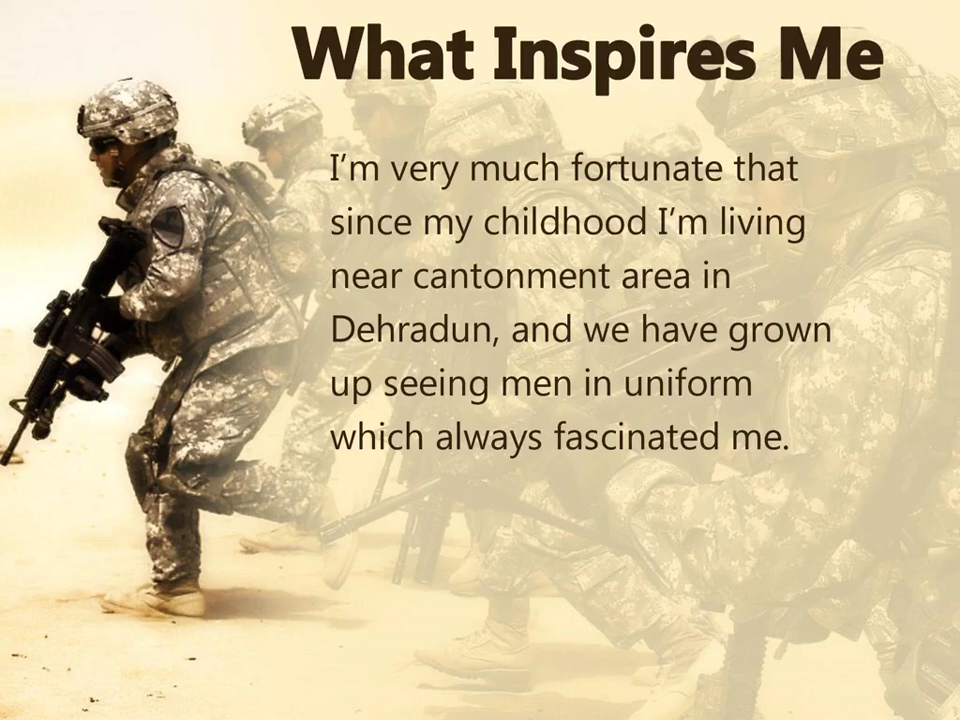 What Inspires Me
I'm very much fortunate that
since my childhood I'm living
near cantonment area in
Dehradun, and we have grown
up seeing men in uniform
which always fascinated me.